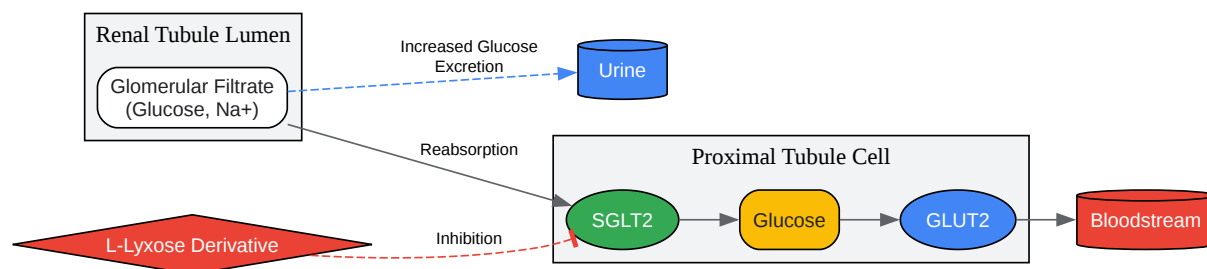 Renal Tubule Lumen
Glomerular Filtrate
(Glucose, Na+)
Increased Glucose
Excretion
Urine
Reabsorption
Proximal Tubule Cell
SGLT2
Glucose
GLUT2
Bloodstream
L-Lyxose Derivative
Inhibition